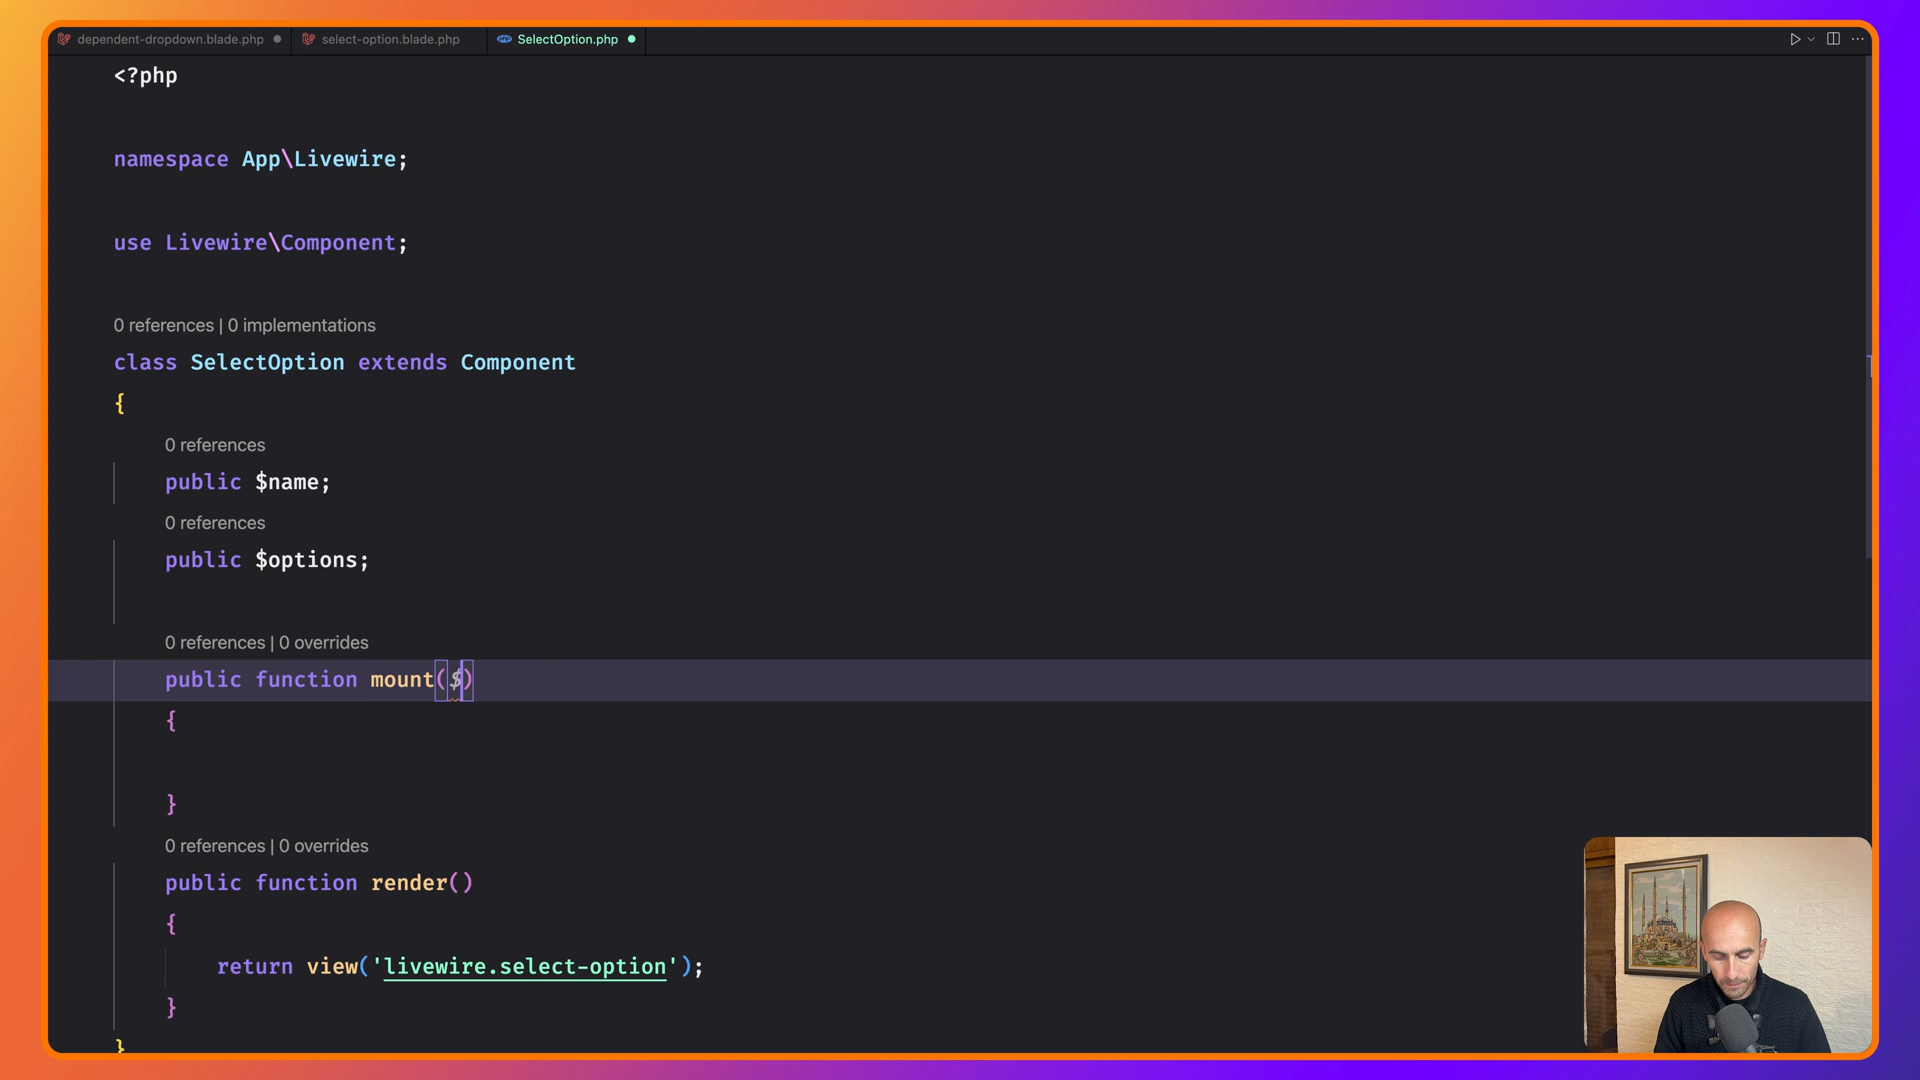 dependent-dropdown.blade.php select-option.blade.php SelectOption.php
<?php
namespace App\Livewire;
use Livewire\Component;
0 references | 0 implementations
class SelectOption extends Component
{
0 references
public $name;
0 references
public $options;
0 references | 0 overrides
public function mount($)
{
}
0 references | 0 overrides
public function render()
{
return view('livewire.select-option');
}
}